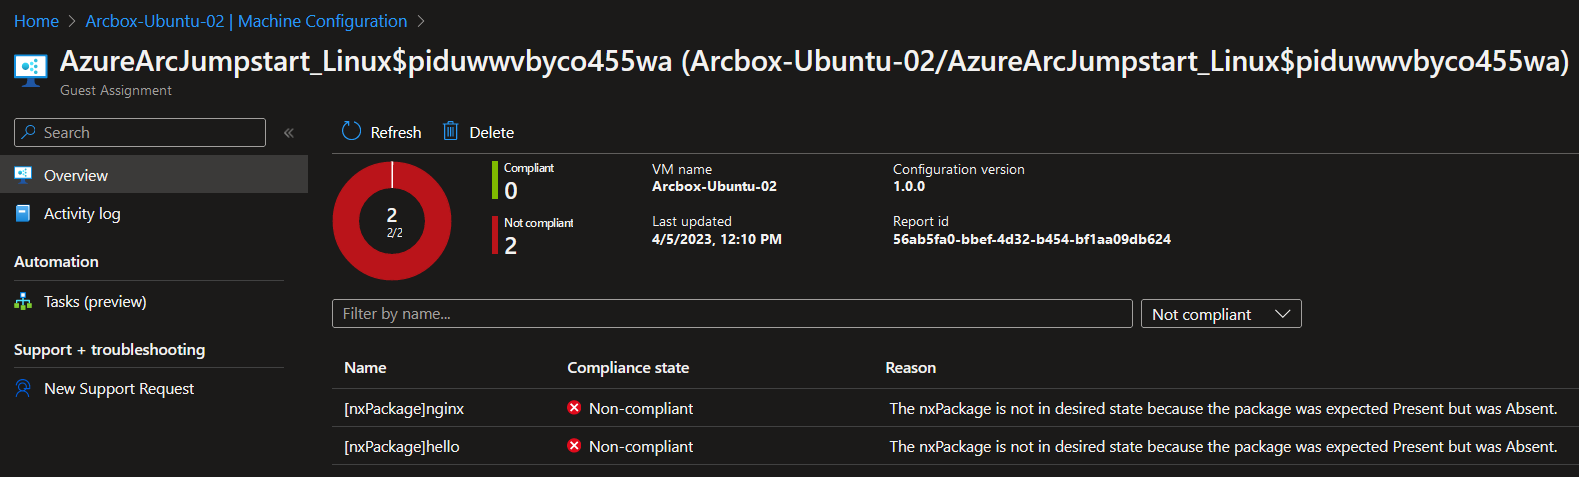 Home > Arcbox-Ubuntu-02 | Machine Configuration >
AzureArcJumpstart_Linux$piduwwvbyco455wa (Arcbox-Ubuntu-02/AzureArcJumpstart_Linux$piduwwvbyco455wa)
Guest Assignment
Search
«
Overview
Activity log
Automation
Tasks (preview)
Support + troubleshooting
New Support Request
Refresh Delete
2
2/2
Compliant
0
Not compliant
2
VM name
Arcbox-Ubuntu-02
Last updated
4/5/2023, 12:10 PM
Configuration version
1.0.0
Report id
56ab5fa0-bbef-4d32-b454-bf1aa09db624
Filter by name...
Not compliant
Name Compliance state Reason
[nxPackage]nginx Non-compliant The nxPackage is not in desired state because the package was expected Present but was Absent.
[nxPackage]hello Non-compliant The nxPackage is not in desired state because the package was expected Present but was Absent.